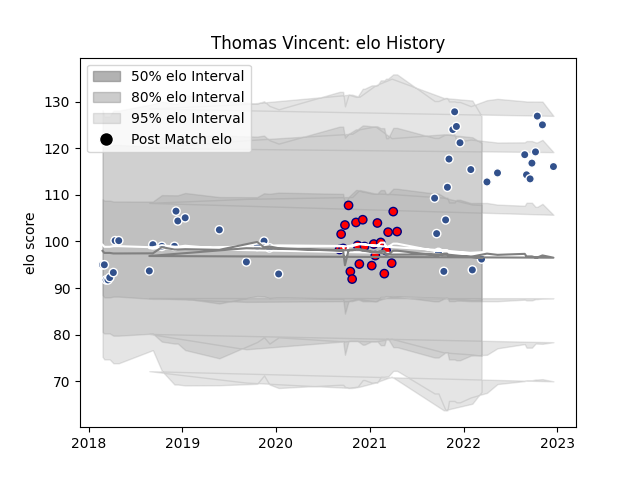 Thomas Vincent: elo History
50% elo Interval
80% elo Interval
95% elo Interval
Post Match elo
elo score
130
120
110
100
90
80
70
2018 2019 2020 2021 2022 2023